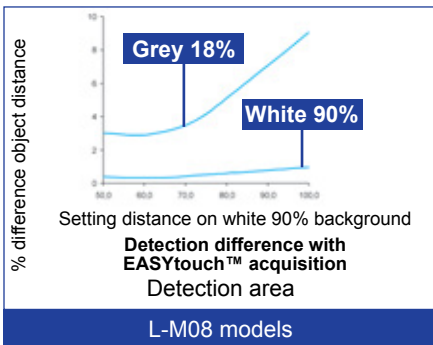 % difference object distance
10
8
6
4
2
0
Grey 18%
White 90%
50,0 60,0 70,0 80,0 90,0 100,0
Setting distance on white 90% background
Detection difference with
EASYtouch™ acquisition
Detection area
L-M08 models